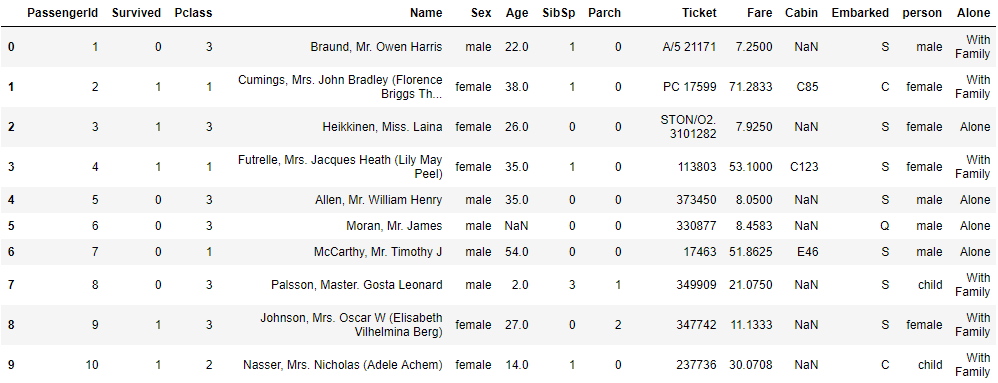 PassengerId Survived Pclass Name Sex Age SibSp Parch Ticket Fare Cabin Embarked person Alone
0 1 0 3 Braund, Mr. Owen Harris male 22.0 1 0 A/5 21171 7.2500 NaN S male With Family
1 2 1 1 Cumings, Mrs. John Bradley (Florence Briggs Th... female 38.0 1 0 PC 17599 71.2833 C85 C female With Family
2 3 1 3 Heikkinen, Miss. Laina female 26.0 0 0 STON/O2. 3101282 7.9250 NaN S female Alone
3 4 1 1 Futrelle, Mrs. Jacques Heath (Lily May Peel) female 35.0 1 0 113803 53.1000 C123 S female With Family
4 5 0 3 Allen, Mr. William Henry male 35.0 0 0 373450 8.0500 NaN S male Alone
5 6 0 3 Moran, Mr. James male NaN 0 0 330877 8.4583 NaN Q male Alone
6 7 0 1 McCarthy, Mr. Timothy J male 54.0 0 0 17463 51.8625 E46 S male Alone
7 8 0 3 Palsson, Master. Gosta Leonard male 2.0 3 1 349909 21.0750 NaN S child With Family
8 9 1 3 Johnson, Mrs. Oscar W (Elisabeth Vilhelmina Berg) female 27.0 0 2 347742 11.1333 NaN S female With Family
9 10 1 2 Nasser, Mrs. Nicholas (Adele Achem) female 14.0 1 0 237736 30.0708 NaN C child With Family